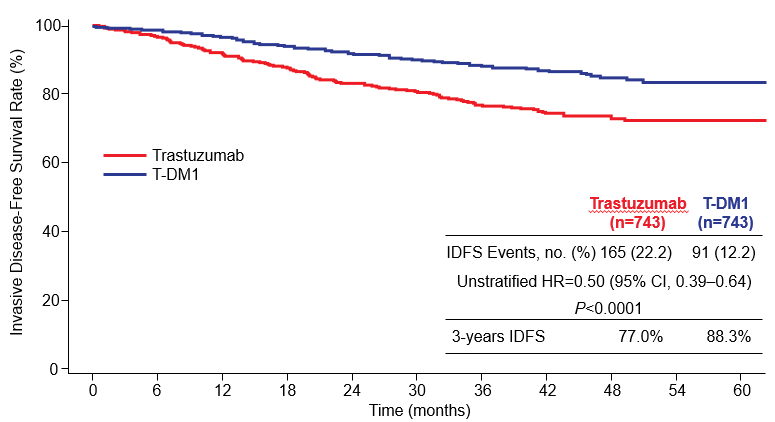 100
80
60
40
20
0
Invasive Disease-Free Survival Rate (%)
Trastuzumab
T-DM1
Trastuzumab T-DM1
(n=743) (n=743)
IDFS Events, no. (%) 165 (22.2) 91 (12.2)
Unstratified HR=0.50 (95% CI, 0.39–0.64)
P<0.0001
3-years IDFS 77.0% 88.3%
0 6 12 18 24 30 36 42 48 54 60
Time (months)